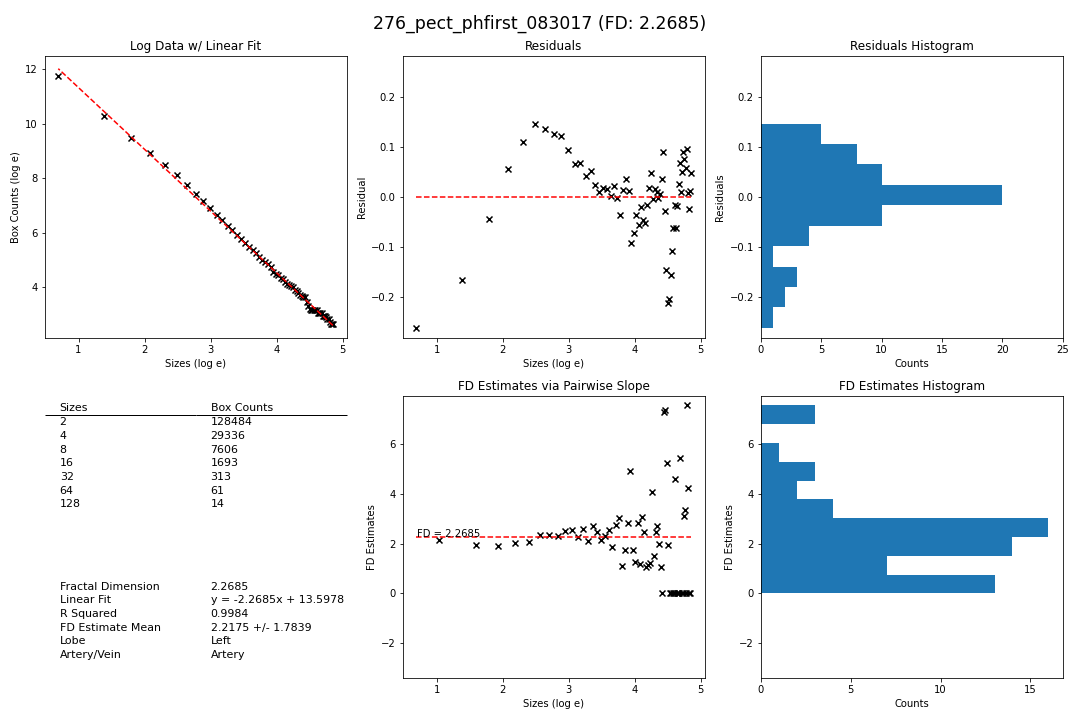 276_pect_phfirst_083017 (FD: 2.2685)
Log Data w/ Linear Fit
Box Counts (log e)
12
10
8
6
4
1 2 3 4 5
Sizes (log e)
Residuals
Residual
0.2
0.1
0.0
−0.1
−0.2
1 2 3 4 5
Sizes (log e)
Residuals Histogram
Residuals
0.2
0.1
0.0
−0.1
−0.2
0 5 10 15 20 25
Counts
Sizes Box Counts
2 128484
4 29336
8 7606
16 1693
32 313
64 61
128 14
Fractal Dimension 2.2685
Linear Fit y = -2.2685x + 13.5978
R Squared 0.9984
FD Estimate Mean 2.2175 +/- 1.7839
Lobe Left
Artery/Vein Artery
FD Estimates via Pairwise Slope
FD Estimates
6
4
2
0
−2
FD = 2.2685
1 2 3 4 5
Sizes (log e)
FD Estimates Histogram
FD Estimates
6
4
2
0
−2
0 5 10 15
Counts